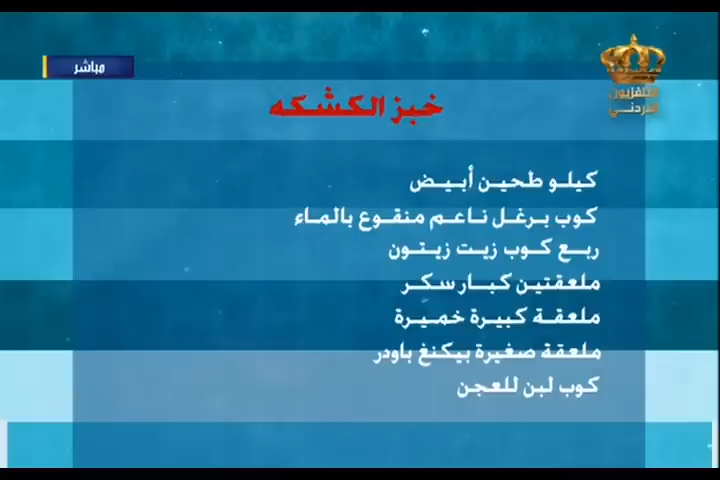 مباشر
التلفزيون
الأردني
خبز الكشكه
كيلو طحين أبيض
كوب برغل ناعم منقوع بالماء
ربع كوب زيت زيتون
ملعقتين كبار سكر
ملعقة كبيرة خميرة
ملعقة صغيرة بيكنغ باودر
كوب لبن للعجن